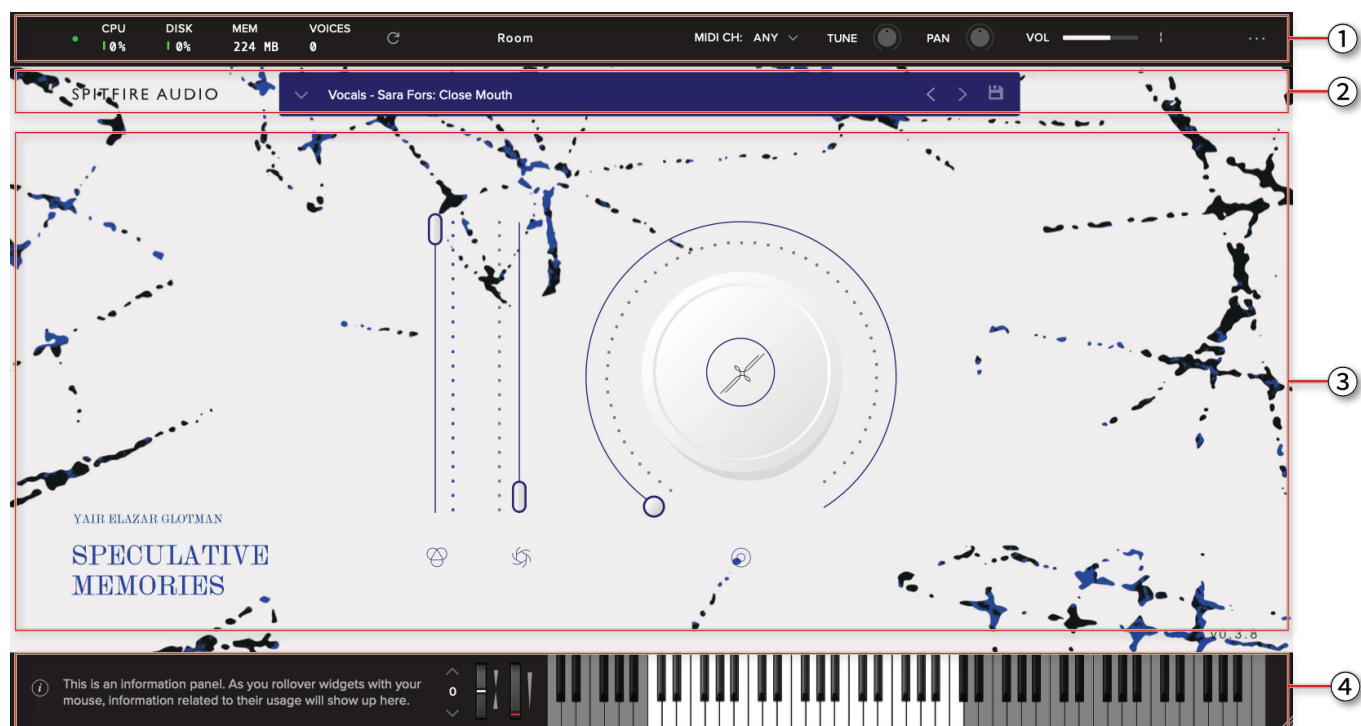 CPU DISK MEM VOICES
0% 0% 224 MB 0
Room
MIDI CH: ANY TUNE PAN VOL
1
SPITFIRE AUDIO
Vocals - Sara Fors: Close Mouth
2
3
YAIR ELAZAR GLOTMAN
SPECULATIVE
MEMORIES
v0.3.8
i
This is an information panel. As you rollover widgets with your
mouse, information related to their usage will show up here.
0
4